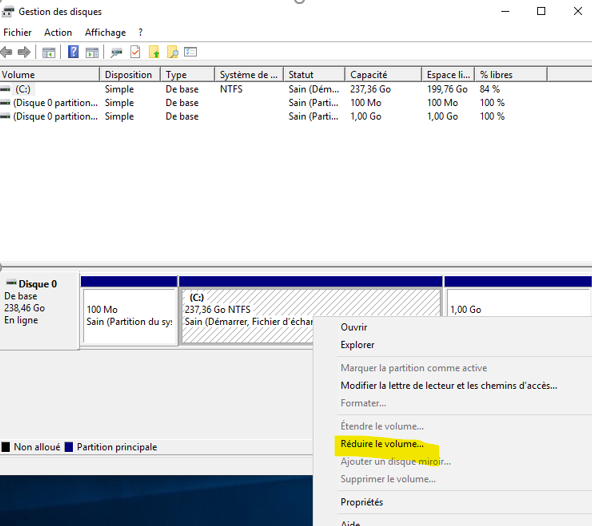 Gestion des disques
Fichier Action Affichage ?
Volume Disposition Type Système de ... Statut Capacité Espace li... % libres
(C:) Simple De base NTFS Sain (Dém... 237,36 Go 199,76 Go 84 %
(Disque 0 partition... Simple De base Sain (Parti... 100 Mo 100 Mo 100 %
(Disque 0 partition... Simple De base Sain (Parti... 1,00 Go 1,00 Go 100 %
Disque 0
De base
238,46 Go
En ligne
100 Mo
Sain (Partition du sy
(C:)
237,36 Go NTFS
Sain (Démarrer, Fichier d'échan
1,00 Go
Ouvrir
Explorer
Marquer la partition comme active
Modifier la lettre de lecteur et les chemins d'accès...
Formater...
Étendre le volume...
Réduire le volume...
Ajouter un disque miroir...
Supprimer le volume...
Propriétés
Aide
Non alloué Partition principale